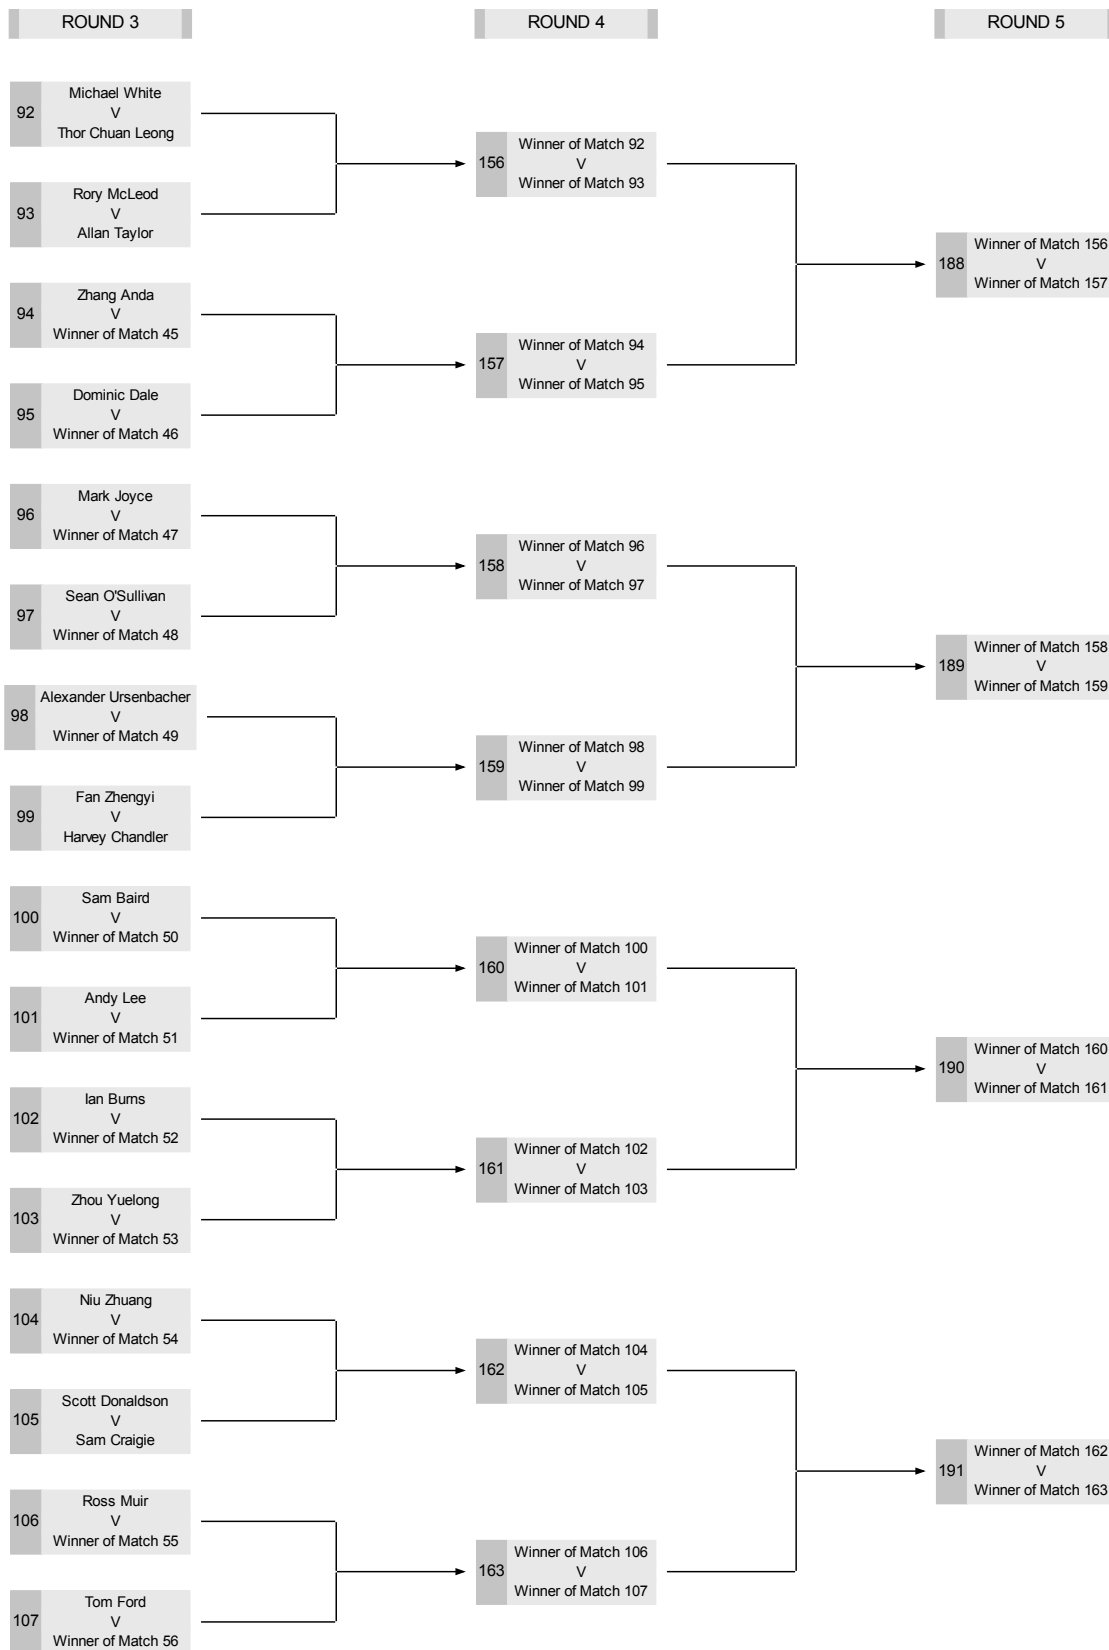 ROUND 3
ROUND 4
ROUND 5
92
Michael White
V
Thor Chuan Leong
93
Rory McLeod
V
Allan Taylor
94
Zhang Anda
V
Winner of Match 45
95
Dominic Dale
V
Winner of Match 46
96
Mark Joyce
V
Winner of Match 47
97
Sean O'Sullivan
V
Winner of Match 48
98
Alexander Ursenbacher
V
Winner of Match 49
99
Fan Zhengyi
V
Harvey Chandler
100
Sam Baird
V
Winner of Match 50
101
Andy Lee
V
Winner of Match 51
102
Ian Burns
V
Winner of Match 52
103
Zhou Yuelong
V
Winner of Match 53
104
Niu Zhuang
V
Winner of Match 54
105
Scott Donaldson
V
Sam Craigie
106
Ross Muir
V
Winner of Match 55
107
Tom Ford
V
Winner of Match 56
156
Winner of Match 92
V
Winner of Match 93
157
Winner of Match 94
V
Winner of Match 95
158
Winner of Match 96
V
Winner of Match 97
159
Winner of Match 98
V
Winner of Match 99
160
Winner of Match 100
V
Winner of Match 101
161
Winner of Match 102
V
Winner of Match 103
162
Winner of Match 104
V
Winner of Match 105
163
Winner of Match 106
V
Winner of Match 107
188
Winner of Match 156
V
Winner of Match 157
189
Winner of Match 158
V
Winner of Match 159
190
Winner of Match 160
V
Winner of Match 161
191
Winner of Match 162
V
Winner of Match 163